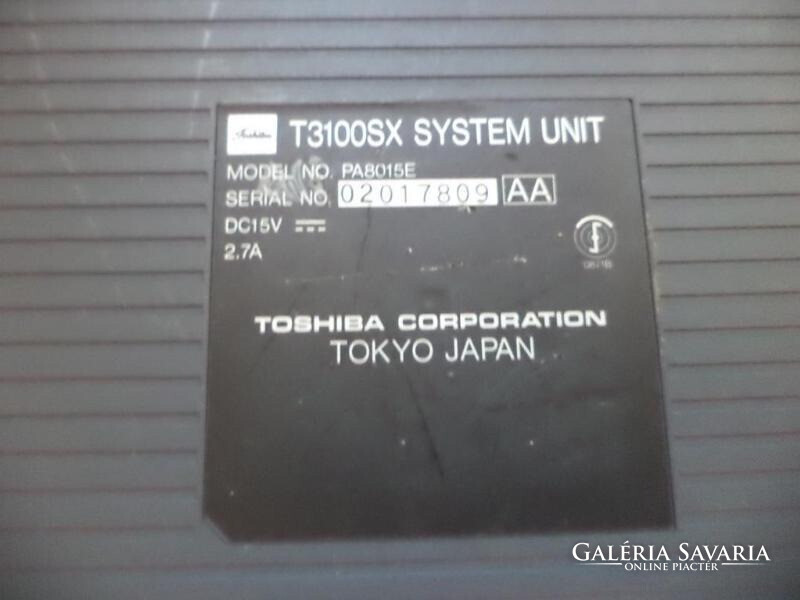 Toshiba
T3100SX SYSTEM UNIT
MODEL NO. PA8015E
SERIAL NO. 02017809 AA
DC15V
2.7A
TOSHIBA CORPORATION
TOKYO JAPAN
GALÉRIA SAVARIA
ONLINE PIACTÉR